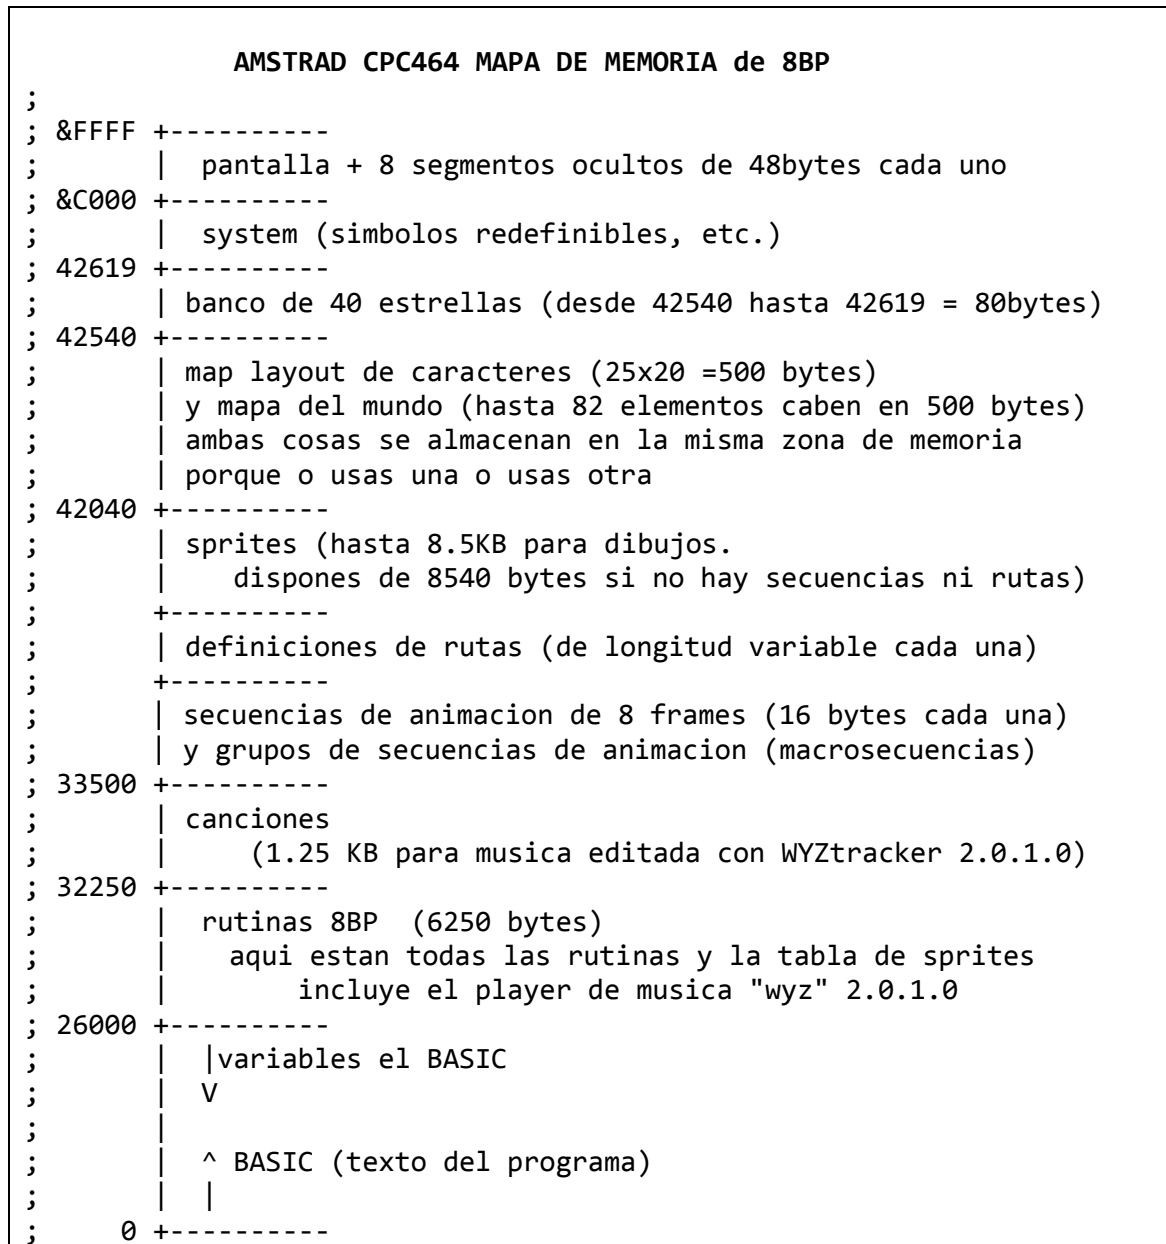 AMSTRAD CPC464 MAPA DE MEMORIA de 8BP
;
; &FFFF +----------
;        |  pantalla + 8 segmentos ocultos de 48bytes cada uno
; &C000 +----------
;        |  system (simbolos redefinibles, etc.)
; 42619 +----------
;        | banco de 40 estrellas (desde 42540 hasta 42619 = 80bytes)
; 42540 +----------
;        | map layout de caracteres (25x20 =500 bytes)
;        | y mapa del mundo (hasta 82 elementos caben en 500 bytes)
;        | ambas cosas se almacenan en la misma zona de memoria
;        | porque o usas una o usas otra
; 42040 +----------
;        | sprites (hasta 8.5KB para dibujos.
;        |    dispones de 8540 bytes si no hay secuencias ni rutas)
;       +----------
;        | definiciones de rutas (de longitud variable cada una)
;       +----------
;       | secuencias de animacion de 8 frames (16 bytes cada una)
;        | y grupos de secuencias de animacion (macrosecuencias)
; 33500 +----------
;        | canciones
;        |     (1.25 KB para musica editada con WYZtracker 2.0.1.0)
; 32250 +----------
;        |  rutinas 8BP  (6250 bytes)
;        |    aqui estan todas las rutinas y la tabla de sprites
;        |        incluye el player de musica "wyz" 2.0.1.0
; 26000 +----------
;        |  |variables el BASIC
;        |  V
;        |
;        |  ^ BASIC (texto del programa)
;        |  |
;     0 +----------